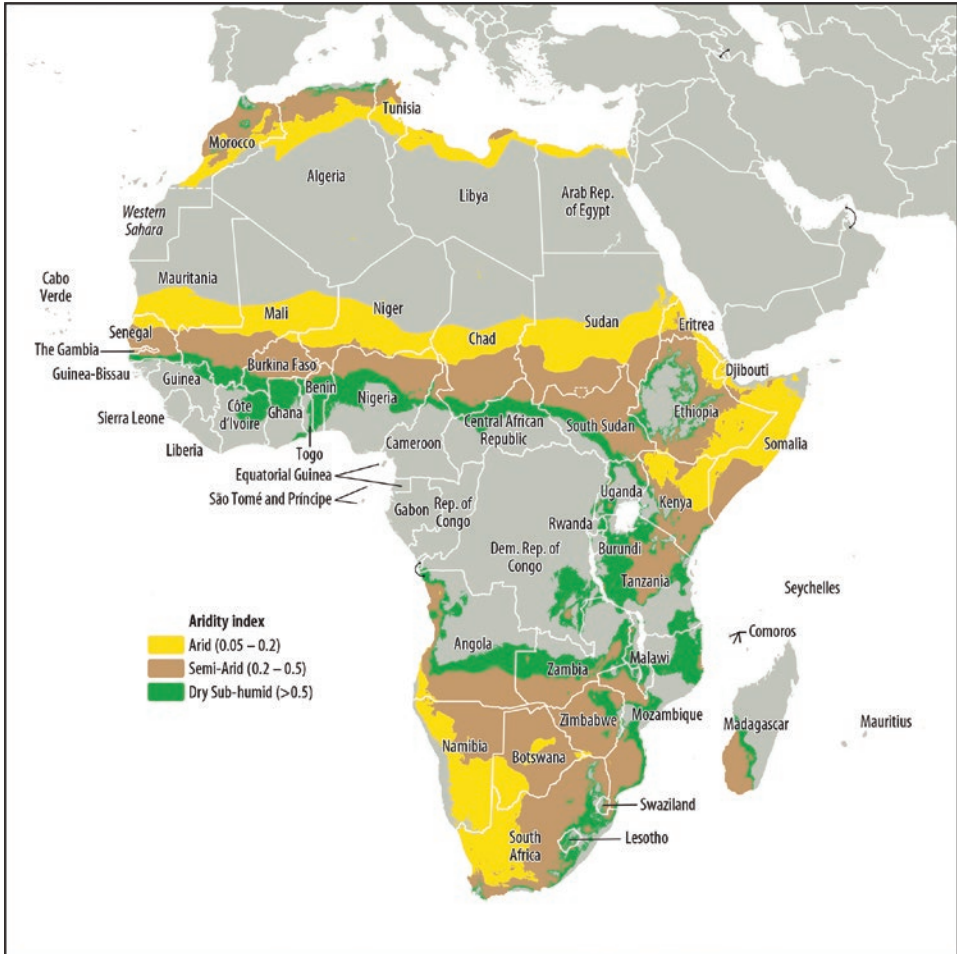 Tunisia
Morocco
Algeria
Libya
Arab Rep.
of Egypt
Western
Sahara
Mauritania
Cabo
Verde
Mali
Niger
Chad
Sudan
Eritrea
Senegal
The Gambia
Guinea-Bissau
Burkina Faso
Djibouti
Guinea
Benin
Nigeria
Côte
d'Ivoire
Ghana
Central African
Republic
South Sudan
Ethiopia
Sierra Leone
Somalia
Liberia
Togo
Cameroon
Equatorial Guinea
São Tomé and Príncipe
Gabon
Rep. of
Congo
Uganda
Kenya
Rwanda
Dem. Rep. of
Congo
Burundi
Tanzania
Seychelles
Comoros
Aridity index
Arid (0.05 – 0.2)
Semi-Arid (0.2 – 0.5)
Dry Sub-humid (>0.5)
Angola
Zambia
Malawi
Zimbabwe
Mozambique
Madagascar
Mauritius
Namibia
Botswana
Swaziland
South
Africa
Lesotho